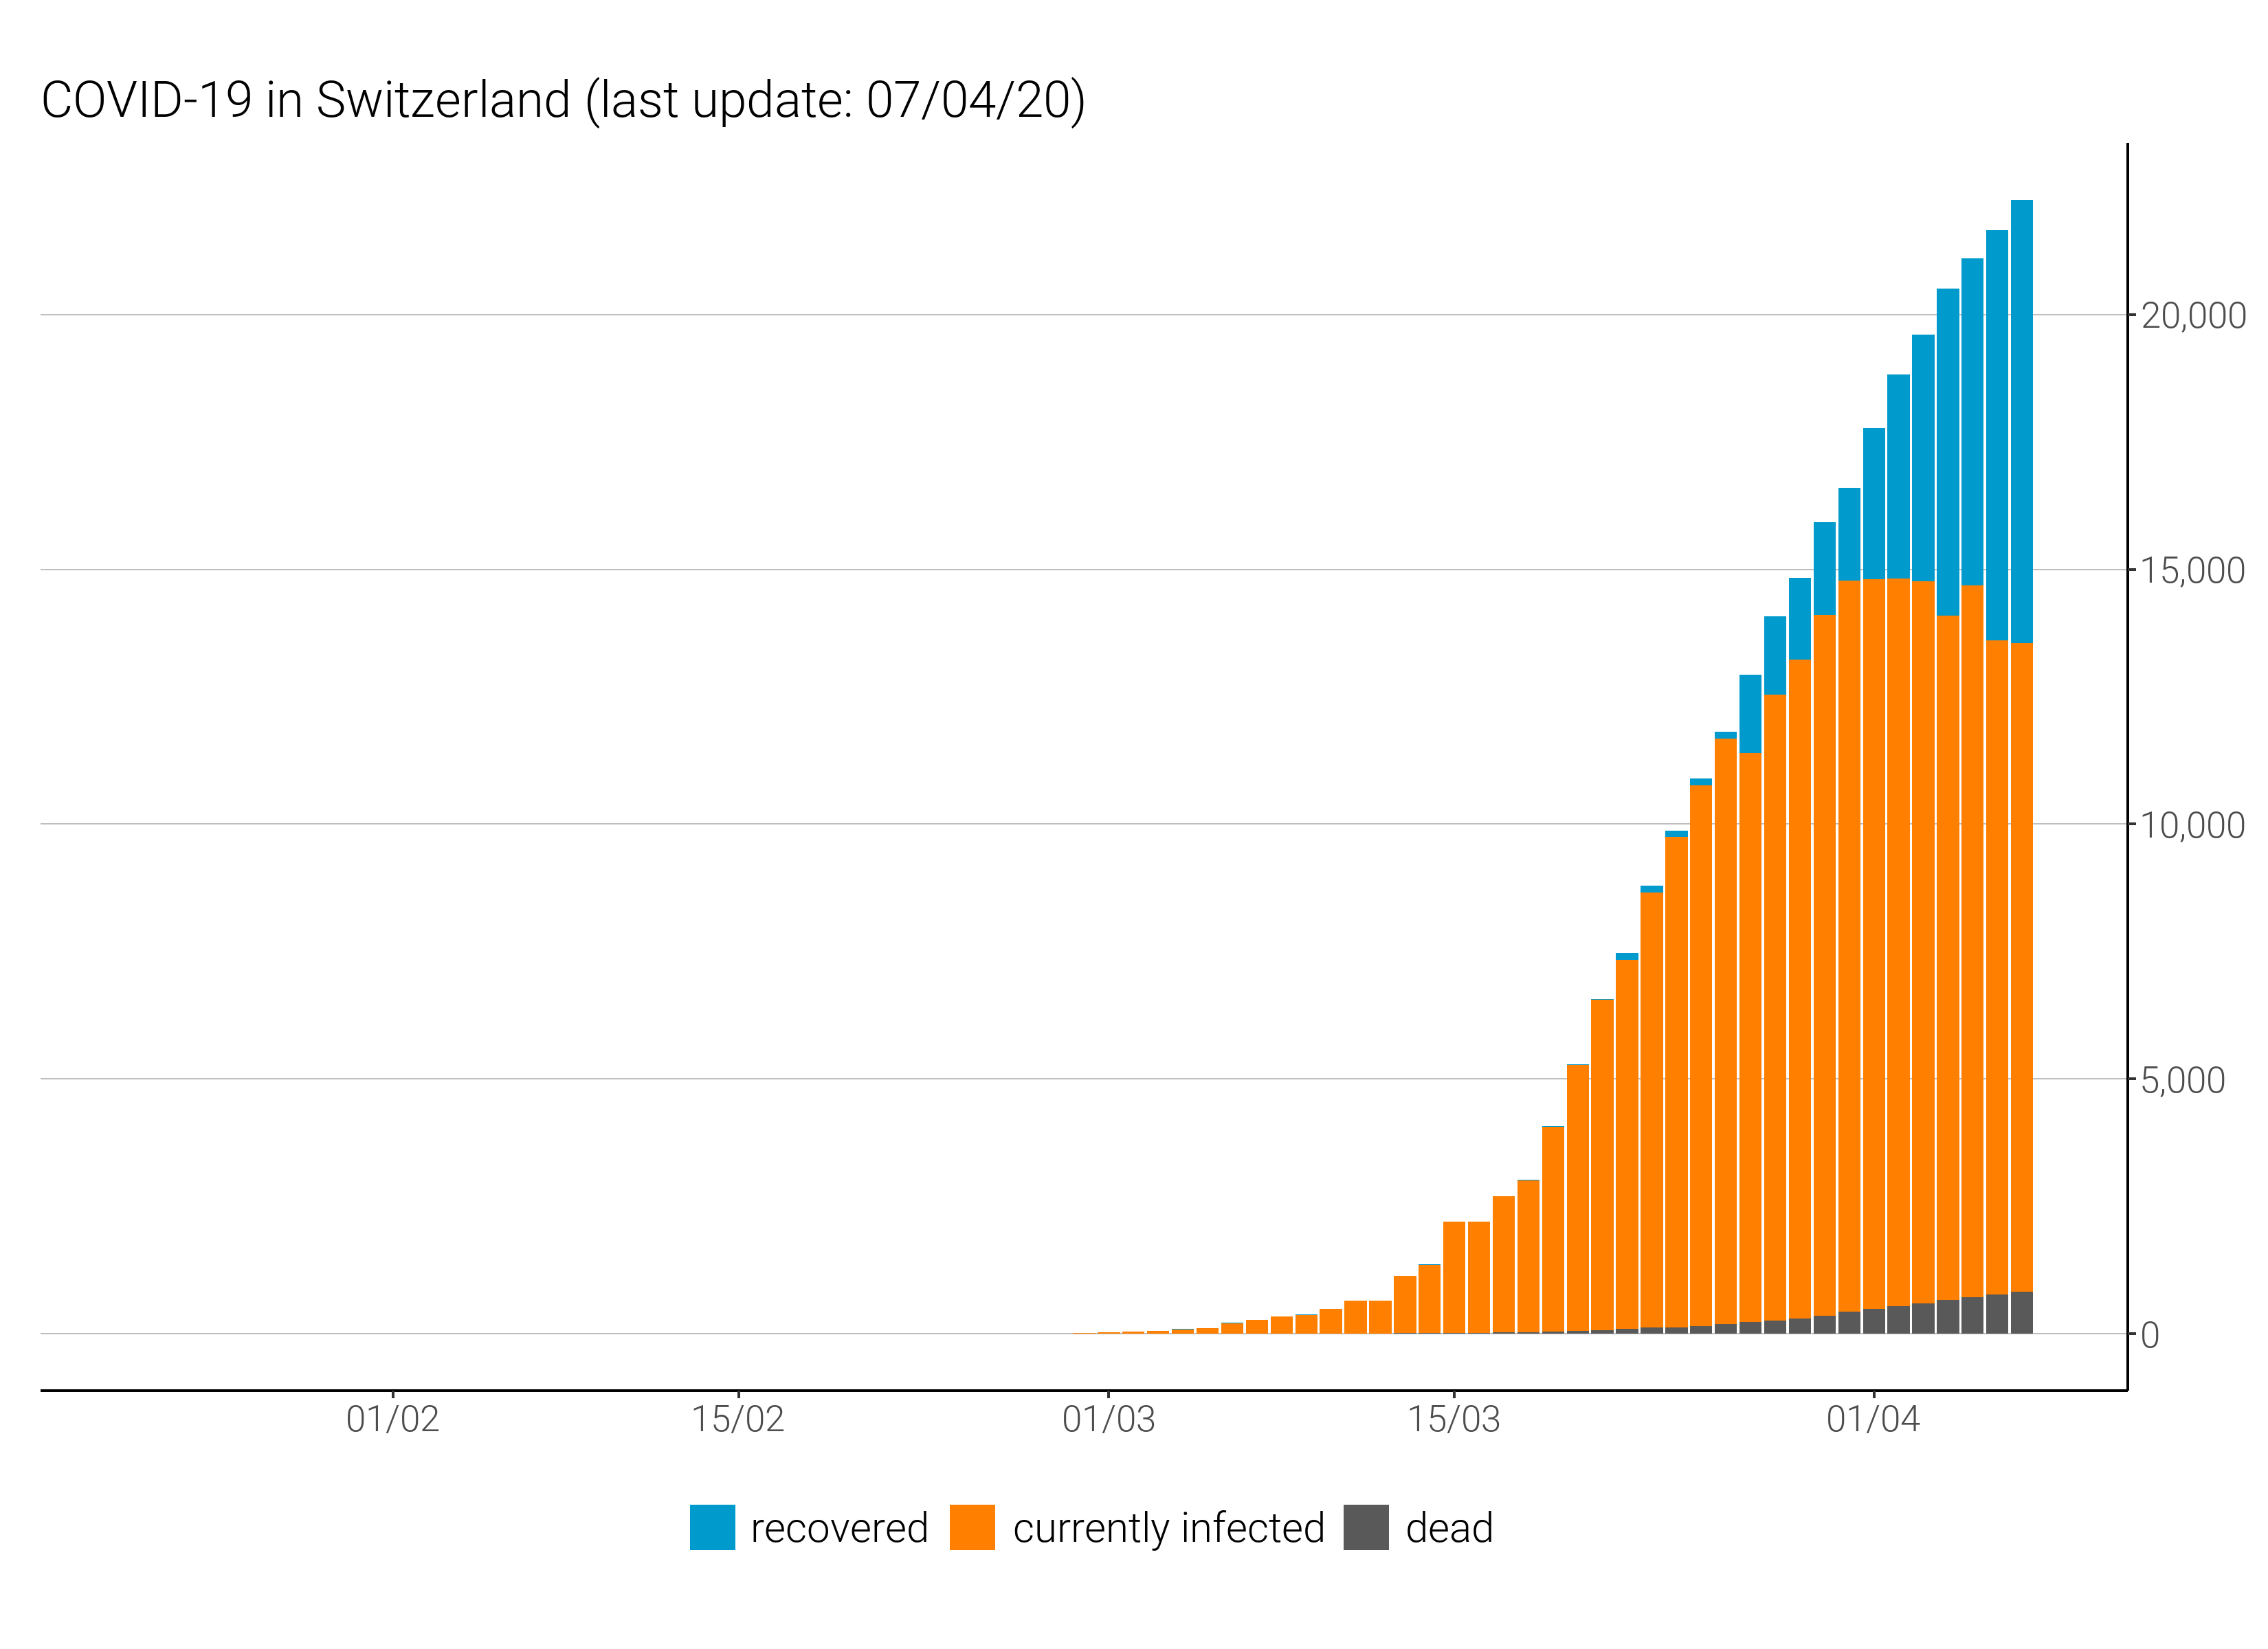 COVID-19 in Switzerland (last update: 07/04/20)
20,000
15,000
10,000
5,000
0
01/02 15/02 01/03 15/03 01/04
recovered currently infected dead